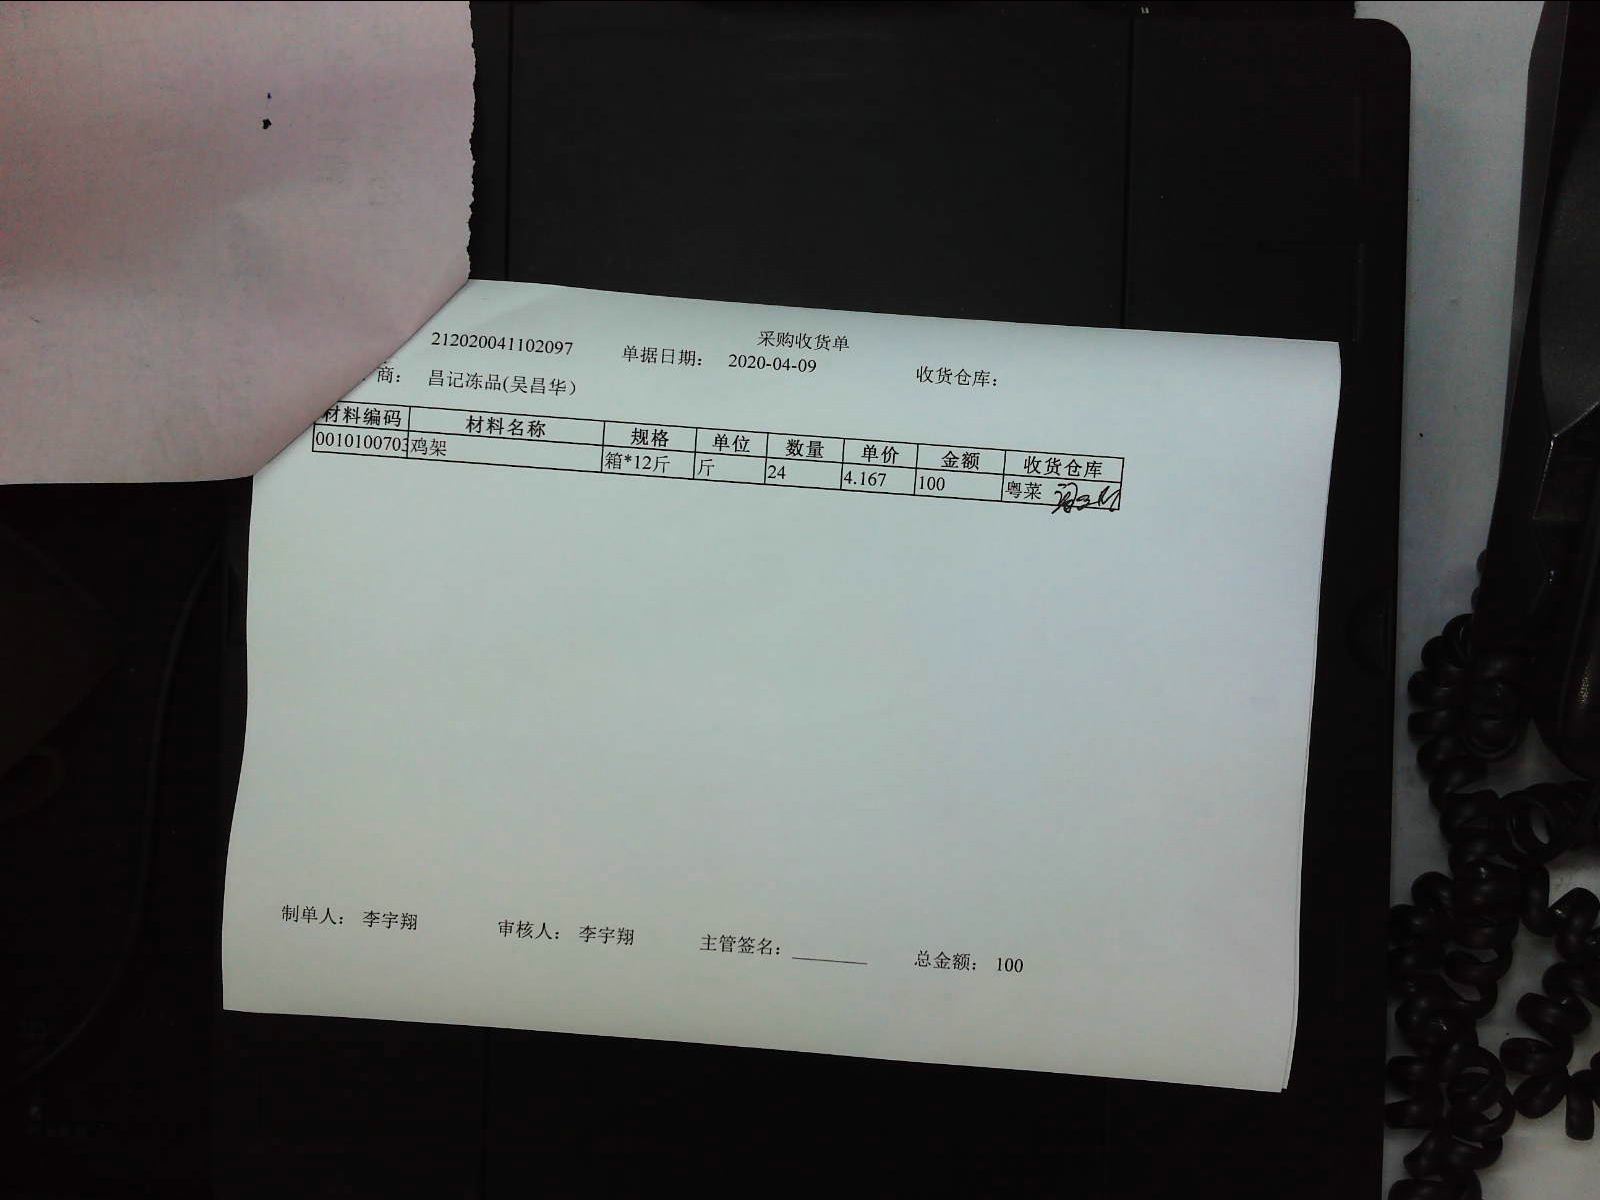 采购收货单
212020041102097 单据日期: 2020-04-09 收货仓库:
商: 昌记冻品(吴昌华)
材料编码 材料名称 规格 单位 数量 单价 金额 收货仓库
0010100703 鸡架 箱*12斤 斤 24 4.167 100 粤菜
制单人: 李宇翔 审核人: 李宇翔 主管签名: 总金额: 100